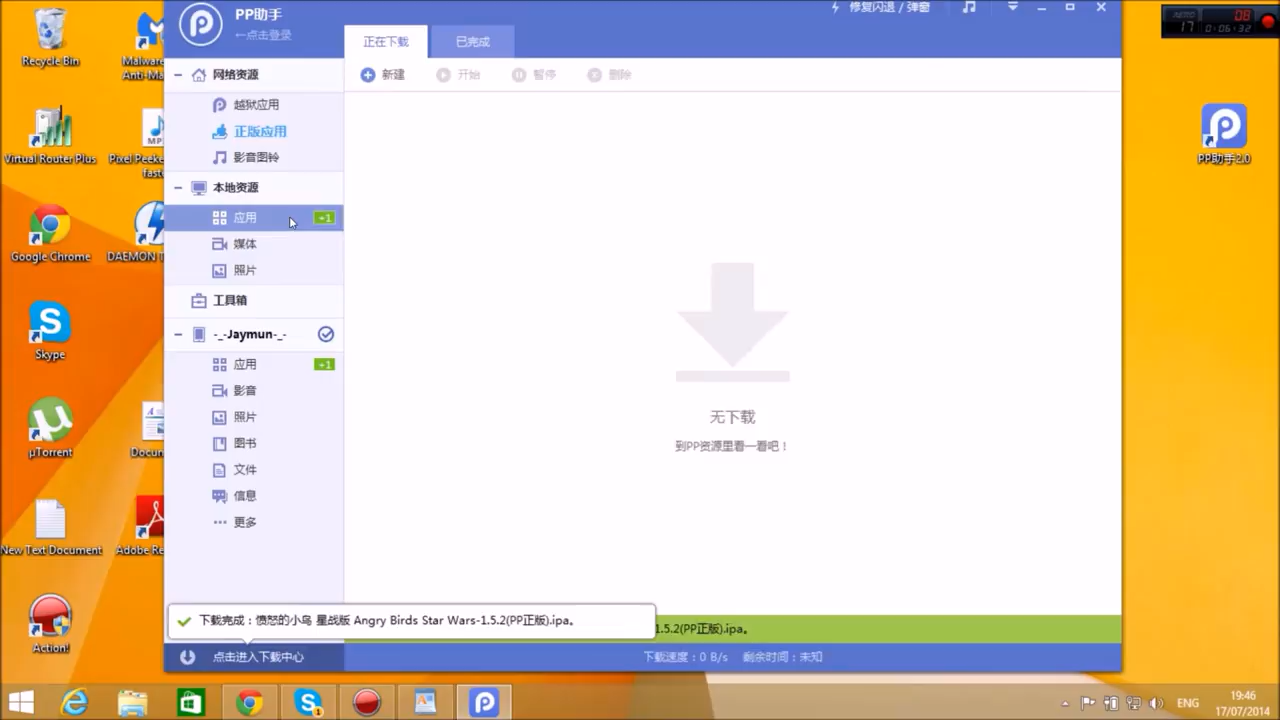 Recycle Bin
Malware
Anti-Ma
Virtual Router Plus
Pixel Peeke
faste
Google Chrome
DAEMON T
Skype
µTorrent
Docum
New Text Document
Adobe Re
Action!
PP助手
←点击登录
修复闪退 / 弹窗
正在下载
已完成
新建
开始
暂停
删除
网络资源
越狱应用
正版应用
影音图铃
本地资源
应用
+1
媒体
照片
工具箱
-_-Jaymun-_-
应用
+1
影音
照片
图书
文件
信息
更多
无下载
到PP资源里看一看吧！
下载完成：愤怒的小鸟 星战版 Angry Birds Star Wars-1.5.2(PP正版).ipa。
1.5.2(PP正版).ipa。
点击进入下载中心
下载速度：0 B/s
剩余时间：未知
PP助手2.0
17
08
0:06:32
ENG
19:46
17/07/2014